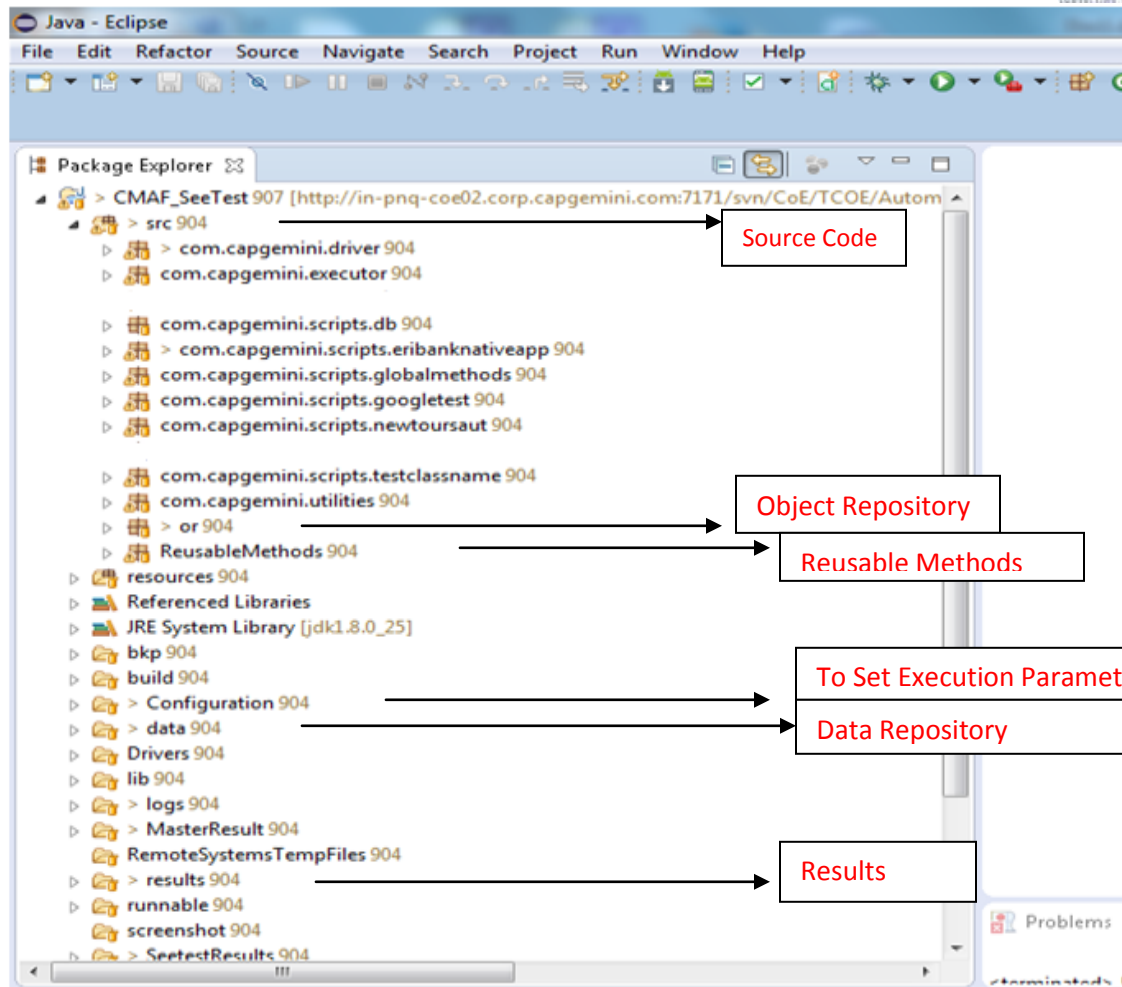 Java - Eclipse
File Edit Refactor Source Navigate Search Project Run Window Help
Package Explorer
> CMAF_SeeTest 907 [http://in-pnq-coe02.corp.capgemini.com:7171/svn/CoE/TCOE/Autom
> src 904
Source Code
> com.capgemini.driver 904
com.capgemini.executor 904
com.capgemini.scripts.db 904
> com.capgemini.scripts.eribanknativeapp 904
com.capgemini.scripts.globalmethods 904
com.capgemini.scripts.googletest 904
com.capgemini.scripts.newtoursaut 904
com.capgemini.scripts.testclassname 904
com.capgemini.utilities 904
Object Repository
> or 904
ReusableMethods 904
Reusable Methods
resources 904
Referenced Libraries
JRE System Library [jdk1.8.0_25]
bkp 904
build 904
To Set Execution Paramet
> Configuration 904
> data 904
Data Repository
Drivers 904
lib 904
> logs 904
> MasterResult 904
RemoteSystemsTempFiles 904
Results
> results 904
runnable 904
screenshot 904
Problems
> SeetestResults 904
<terminated>